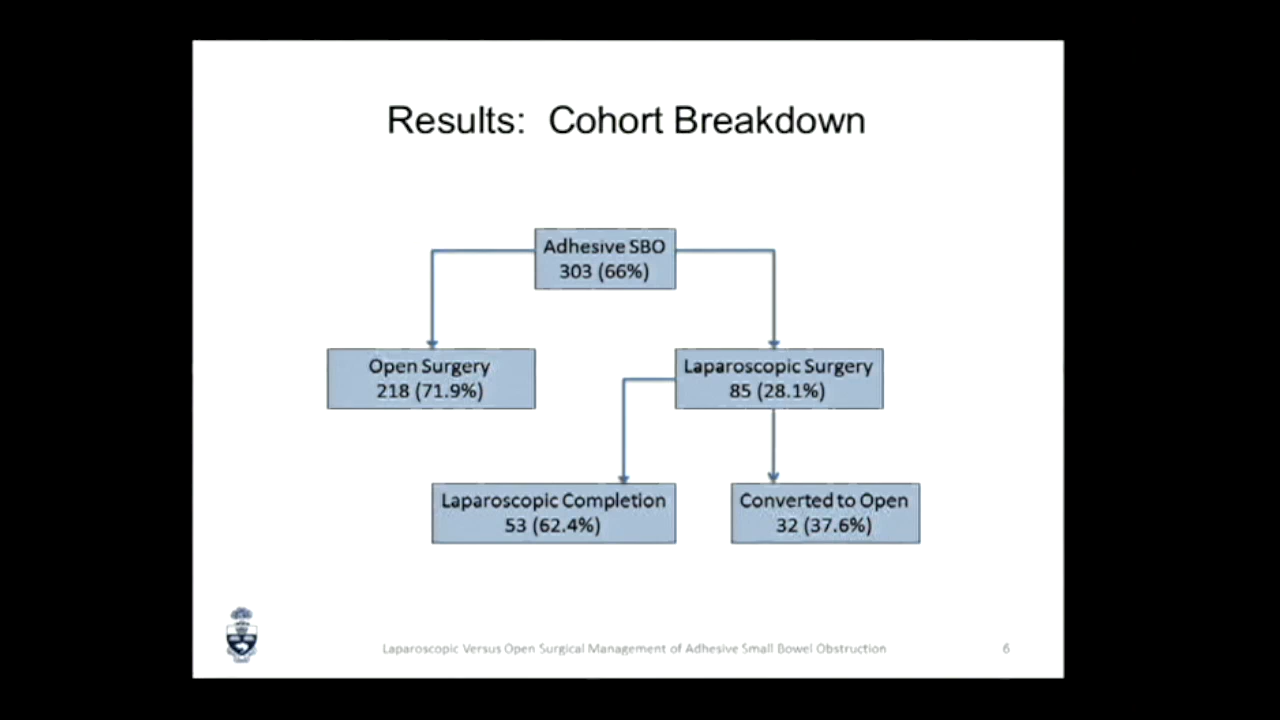 Results: Cohort Breakdown
Adhesive SBO
303 (66%)
Open Surgery
218 (71.9%)
Laparoscopic Surgery
85 (28.1%)
Laparoscopic Completion
53 (62.4%)
Converted to Open
32 (37.6%)
Laparoscopic Versus Open Surgical Management of Adhesive Small Bowel Obstruction
6